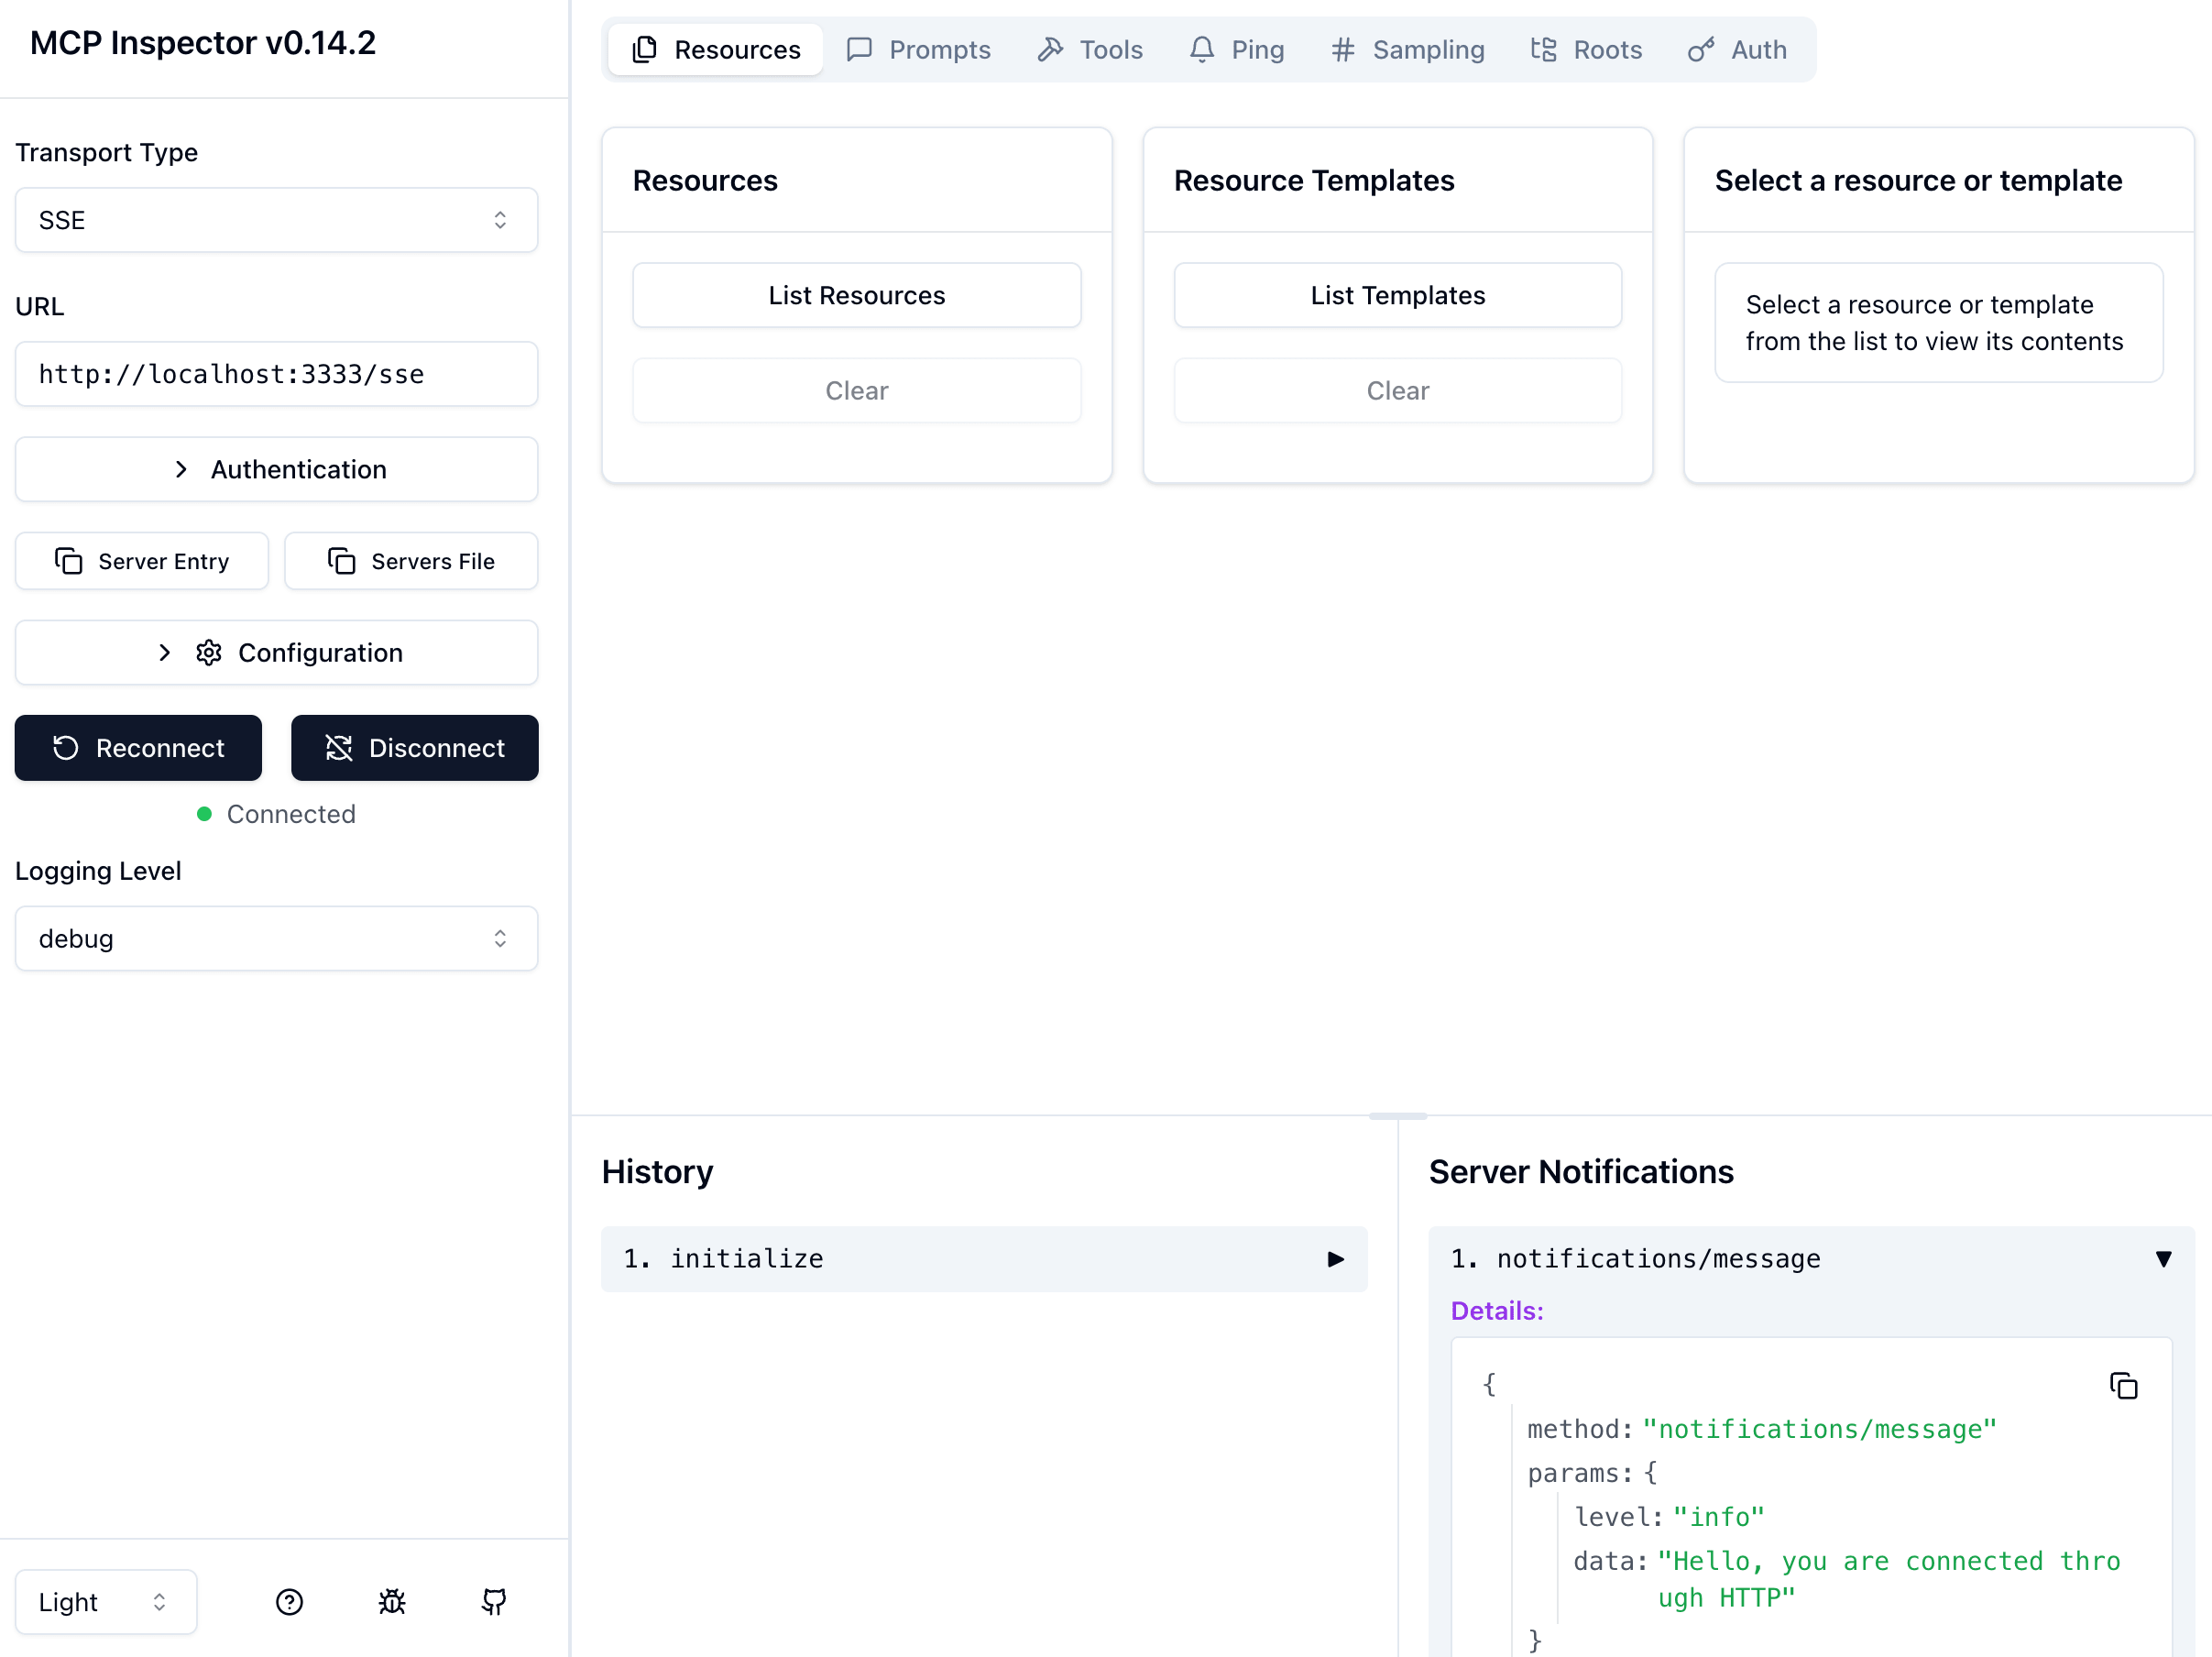 MCP Inspector v0.14.2
Transport Type
SSE
URL
http://localhost:3333/sse
Authentication
Server Entry
Servers File
Configuration
Reconnect
Disconnect
Connected
Logging Level
debug
Light
Resources
Prompts
Tools
Ping
Sampling
Roots
Auth
Resources
List Resources
Clear
Resource Templates
List Templates
Clear
Select a resource or template
Select a resource or template
from the list to view its contents
History
1. initialize
Server Notifications
1. notifications/message
Details:
{
method: "notifications/message"
params: {
level: "info"
data: "Hello, you are connected thro
ugh HTTP"
}